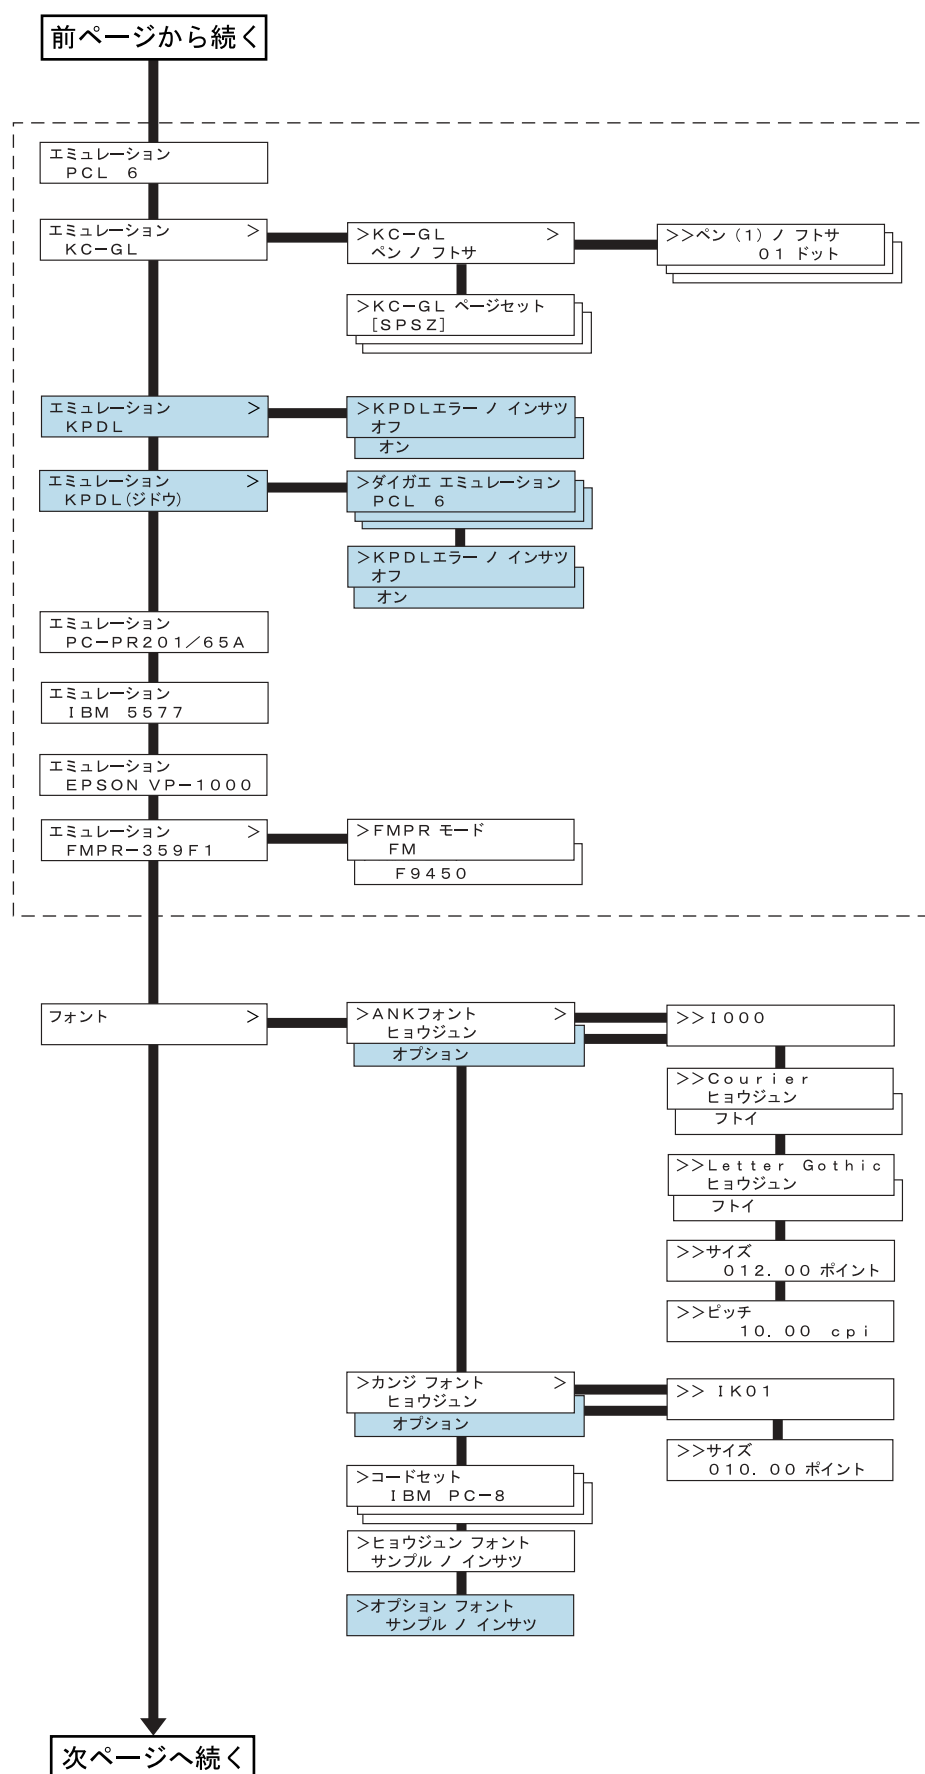 前ページから続く
エミュレーション
PCL 6
エミュレーション >
KC-GL
>KC-GL >
ペン ノ フトサ
>>ペン(1)ノ フトサ
01 ドット
>KC-GL ページセット
[SPSZ]
エミュレーション >
KPDL
>KPDLエラー ノ インサツ
オフ
オン
エミュレーション >
KPDL(ジドウ)
>ダイガエ エミュレーション
PCL 6
>KPDLエラー ノ インサツ
オフ
オン
エミュレーション
PC-PR201/65A
エミュレーション
IBM 5577
エミュレーション
EPSON VP-1000
エミュレーション >
FMPR-359F1
>FMPR モード
FM
F9450
フォント >
>ANKフォント >
ヒョウジュン
オプション
>>I000
>>Courier
ヒョウジュン
フトイ
>>Letter Gothic
ヒョウジュン
フトイ
>>サイズ
012.00 ポイント
>>ピッチ
10.00 cpi
>カンジ フォント >
ヒョウジュン
オプション
>> IK01
>>サイズ
010.00 ポイント
>コードセット
IBM PC-8
>ヒョウジュン フォント
サンプル ノ インサツ
>オプション フォント
サンプル ノ インサツ
次ページへ続く